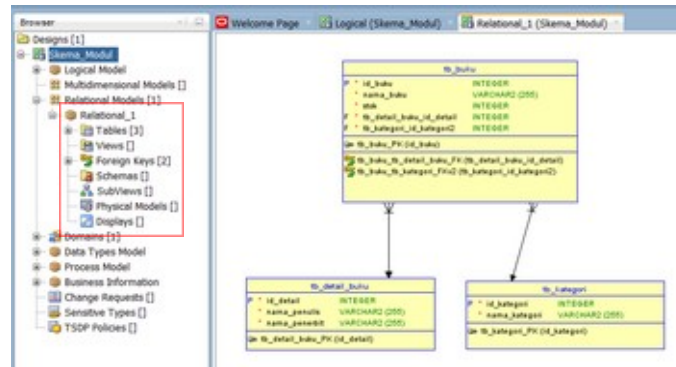 Browser
Designs [1]
Skema_Modul
Logical Model
Multidimensional Models []
Relational Models [1]
Relational_1
Tables [3]
Views []
Foreign Keys [2]
Schemas []
SubViews []
Physical Models []
Displays []
Domains [1]
Data Types Model
Process Model
Business Information
Change Requests []
Sensitive Types []
TSDP Policies []
Welcome Page
Logical (Skema_Modul)
Relational_1 (Skema_Modul)
tb_buku
P * id_buku INTEGER
* nama_buku VARCHAR2 (255)
* stok INTEGER
F * tb_detail_buku_id_detail INTEGER
F * tb_kategori_id_kategori2 INTEGER
tb_buku_PK (id_buku)
tb_buku_tb_detail_buku_FK (tb_detail_buku_id_detail)
tb_buku_tb_kategori_FKv2 (tb_kategori_id_kategori2)
tb_detail_buku
P * id_detail INTEGER
* nama_penulis VARCHAR2 (255)
* nama_penerbit VARCHAR2 (255)
tb_detail_buku_PK (id_detail)
tb_kategori
P * id_kategori INTEGER
* nama_kategori VARCHAR2 (255)
tb_kategori_PK (id_kategori)